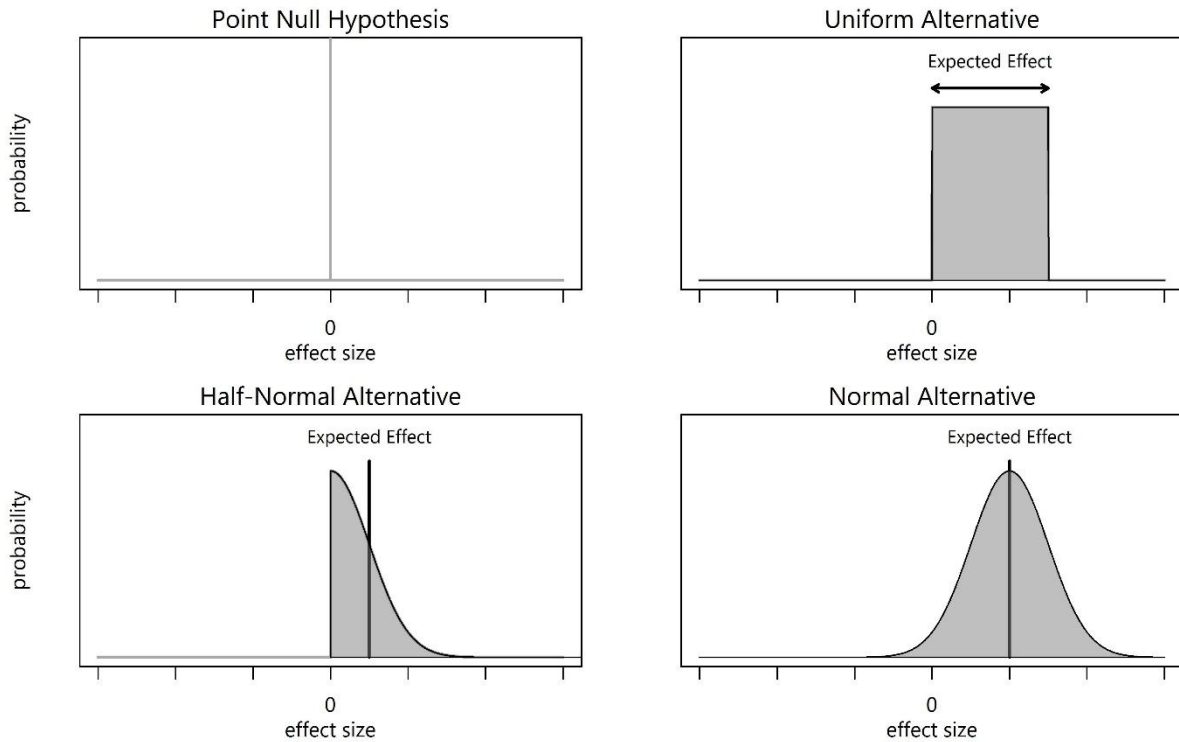 Point Null Hypothesis
probability
0
effect size
Uniform Alternative
Expected Effect
0
effect size
Half-Normal Alternative
Expected Effect
probability
0
effect size
Normal Alternative
Expected Effect
0
effect size